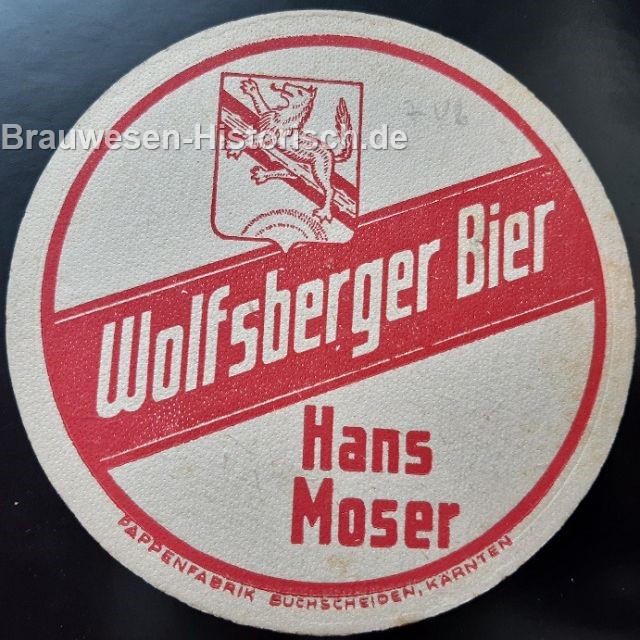 Brauwesen-Historisch.de
Wolfsberger Bier
Hans
Moser
PAPPENFABRIK BUCHSCHEIDEN, KÄRNTEN